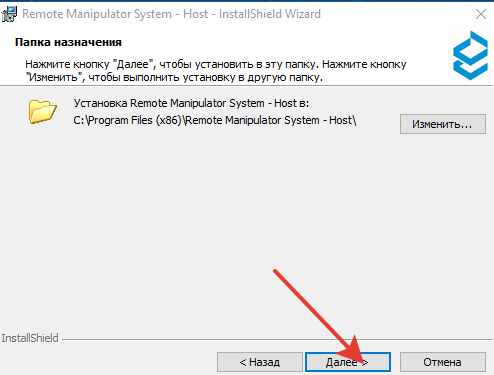 Remote Manipulator System - Host - InstallShield Wizard
Папка назначения
Нажмите кнопку "Далее", чтобы установить в эту папку. Нажмите кнопку
"Изменить", чтобы выполнить установку в другую папку.
Установка Remote Manipulator System - Host в:
C:\Program Files (x86)\Remote Manipulator System - Host\
Изменить...
InstallShield
< Назад
Далее >
Отмена